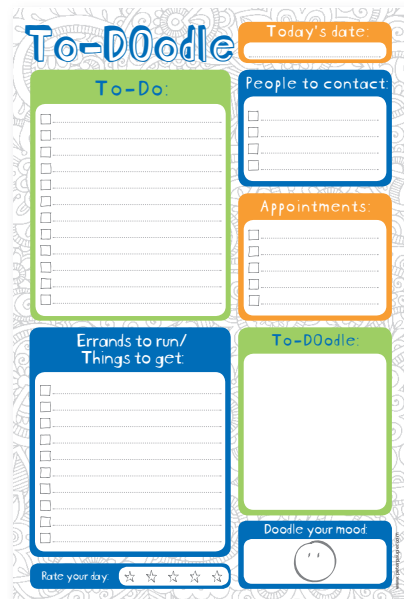 To-DOodle
Today's date:
To-Do:
People to contact:
Appointments:
Errands to run/
Things to get:
To-DOodle:
Doodle your mood:
Rate your day: